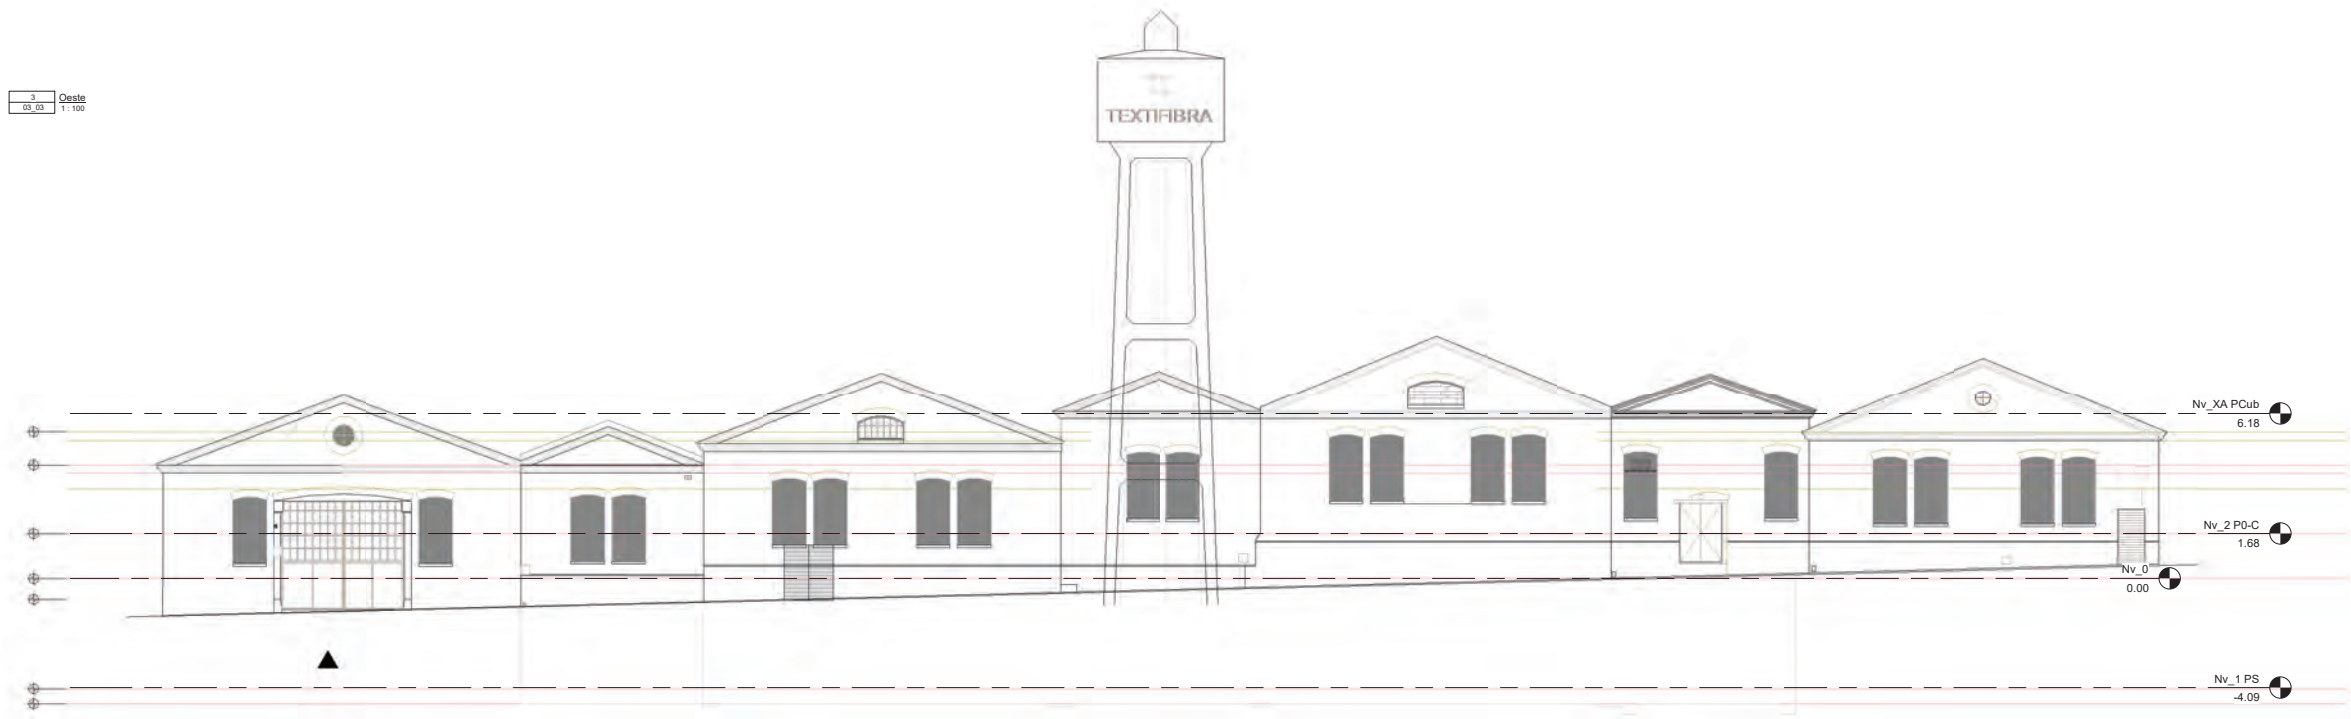 3
03_03
Oeste
1 : 100
TEXTIFIBRA
Nv_XA PCub
6.18
Nv_2 P0-C
1.68
Nv_0
0.00
Nv_1 PS
-4.09